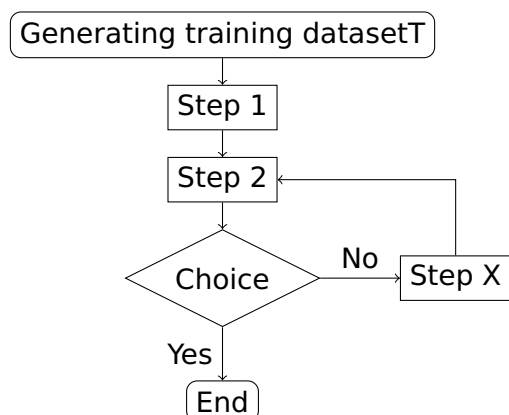 Generating training datasetT
Step 1
Step 2
Choice
No
Step X
Yes
End